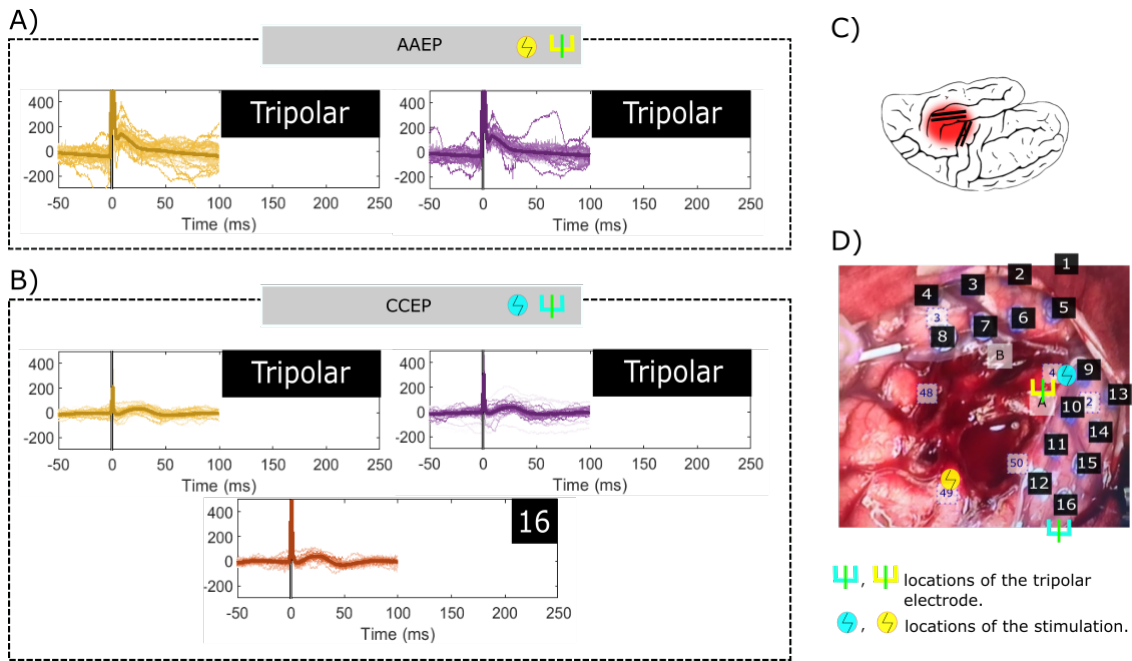 A)
AAEP
400
200
0
-200
Tripolar
-50 0 50 100 150 200 250
Time (ms)
400
200
0
-200
Tripolar
-50 0 50 100 150 200 250
Time (ms)
B)
CCEP
400
200
0
-200
Tripolar
-50 0 50 100 150 200 250
Time (ms)
400
200
0
-200
Tripolar
-50 0 50 100 150 200 250
Time (ms)
400
200
0
-200
16
-50 0 50 100 150 200 250
Time (ms)
C)
D)
1
2
3
4
5
3
6
7
8
B
4
9
48
A
10
2
13
14
11
50
15
12
49
16
, locations of the tripolar
electrode.
, locations of the stimulation.